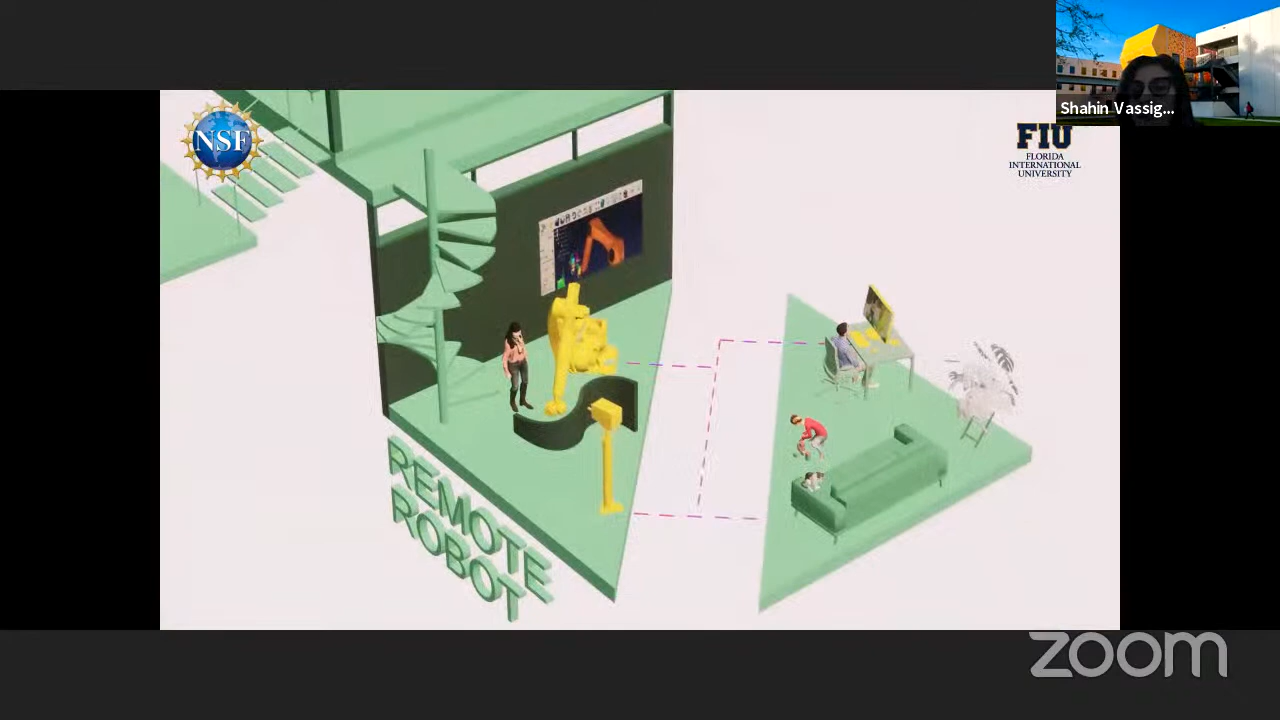 Shahin Vassig...
NSF
FIU
FLORIDA
INTERNATIONAL
UNIVERSITY
REMOTE
ROBOT
zoom